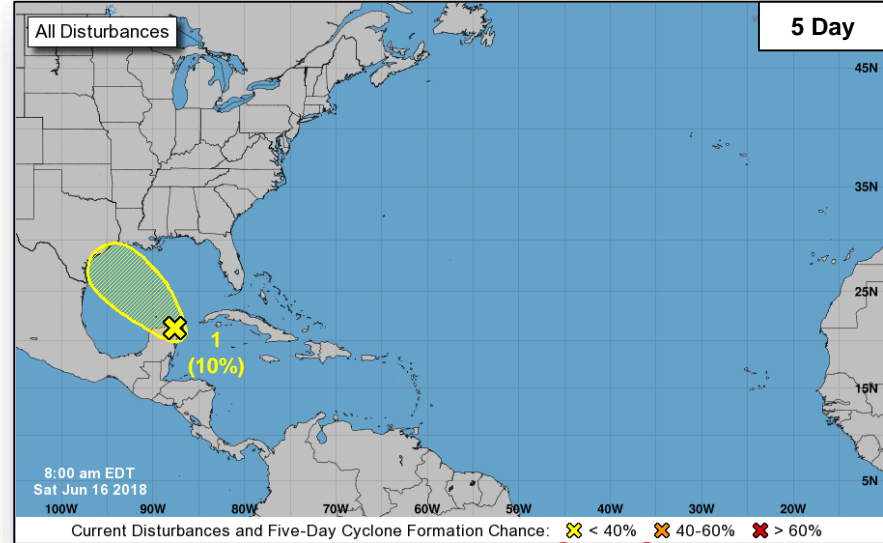 All Disturbances
5 Day
45N
35N
25N
1
(10%)
15N
8:00 am EDT
Sat Jun 16 2018
5N
100W 90W 80W 70W 60W 50W 40W 30W 20W
Current Disturbances and Five-Day Cyclone Formation Chance: < 40% 40-60% > 60%